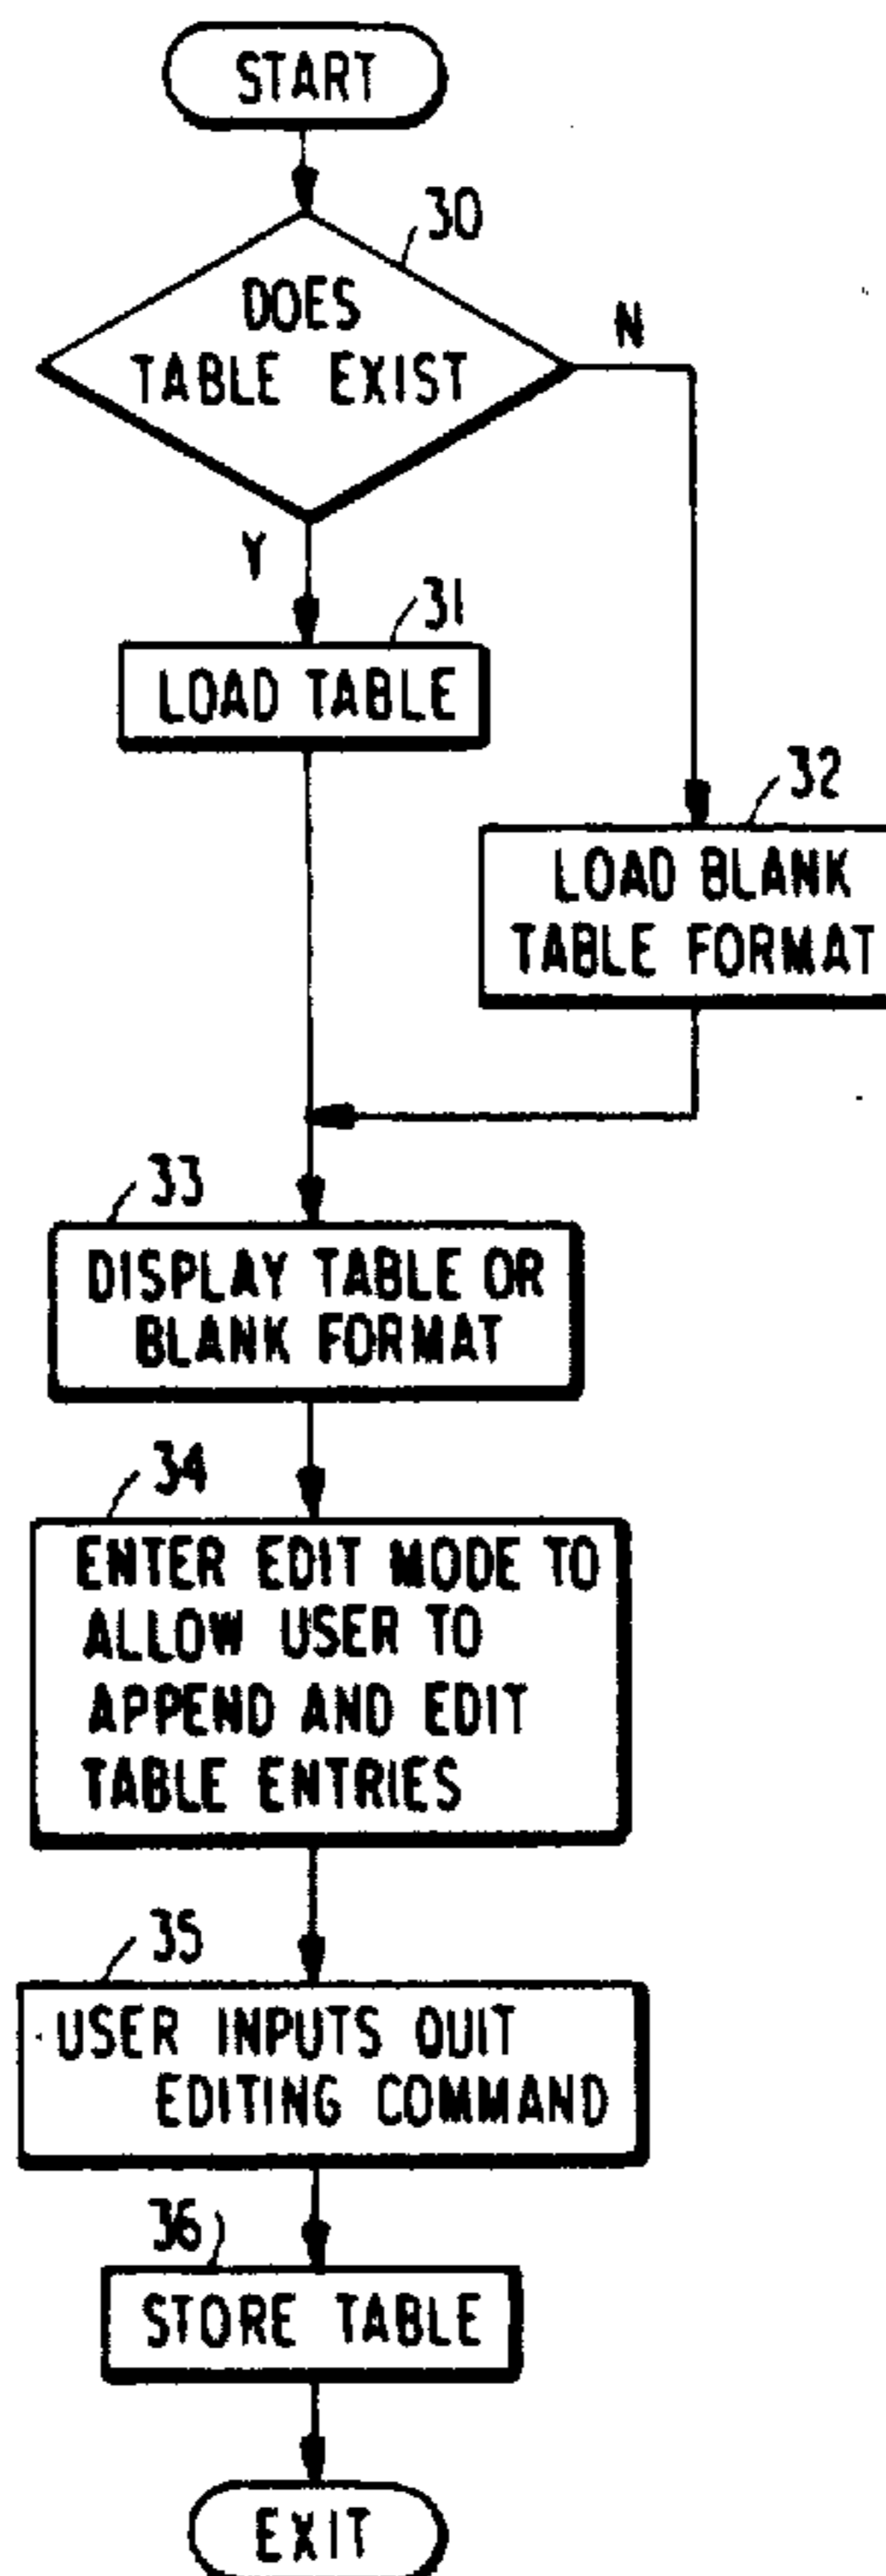 START
30
DOES
TABLE EXIST
N
Y
31
LOAD TABLE
32
LOAD BLANK
TABLE FORMAT
33
DISPLAY TABLE OR
BLANK FORMAT
34
ENTER EDIT MODE TO
ALLOW USER TO
APPEND AND EDIT
TABLE ENTRIES
35
USER INPUTS QUIT
EDITING COMMAND
36
STORE TABLE
EXIT